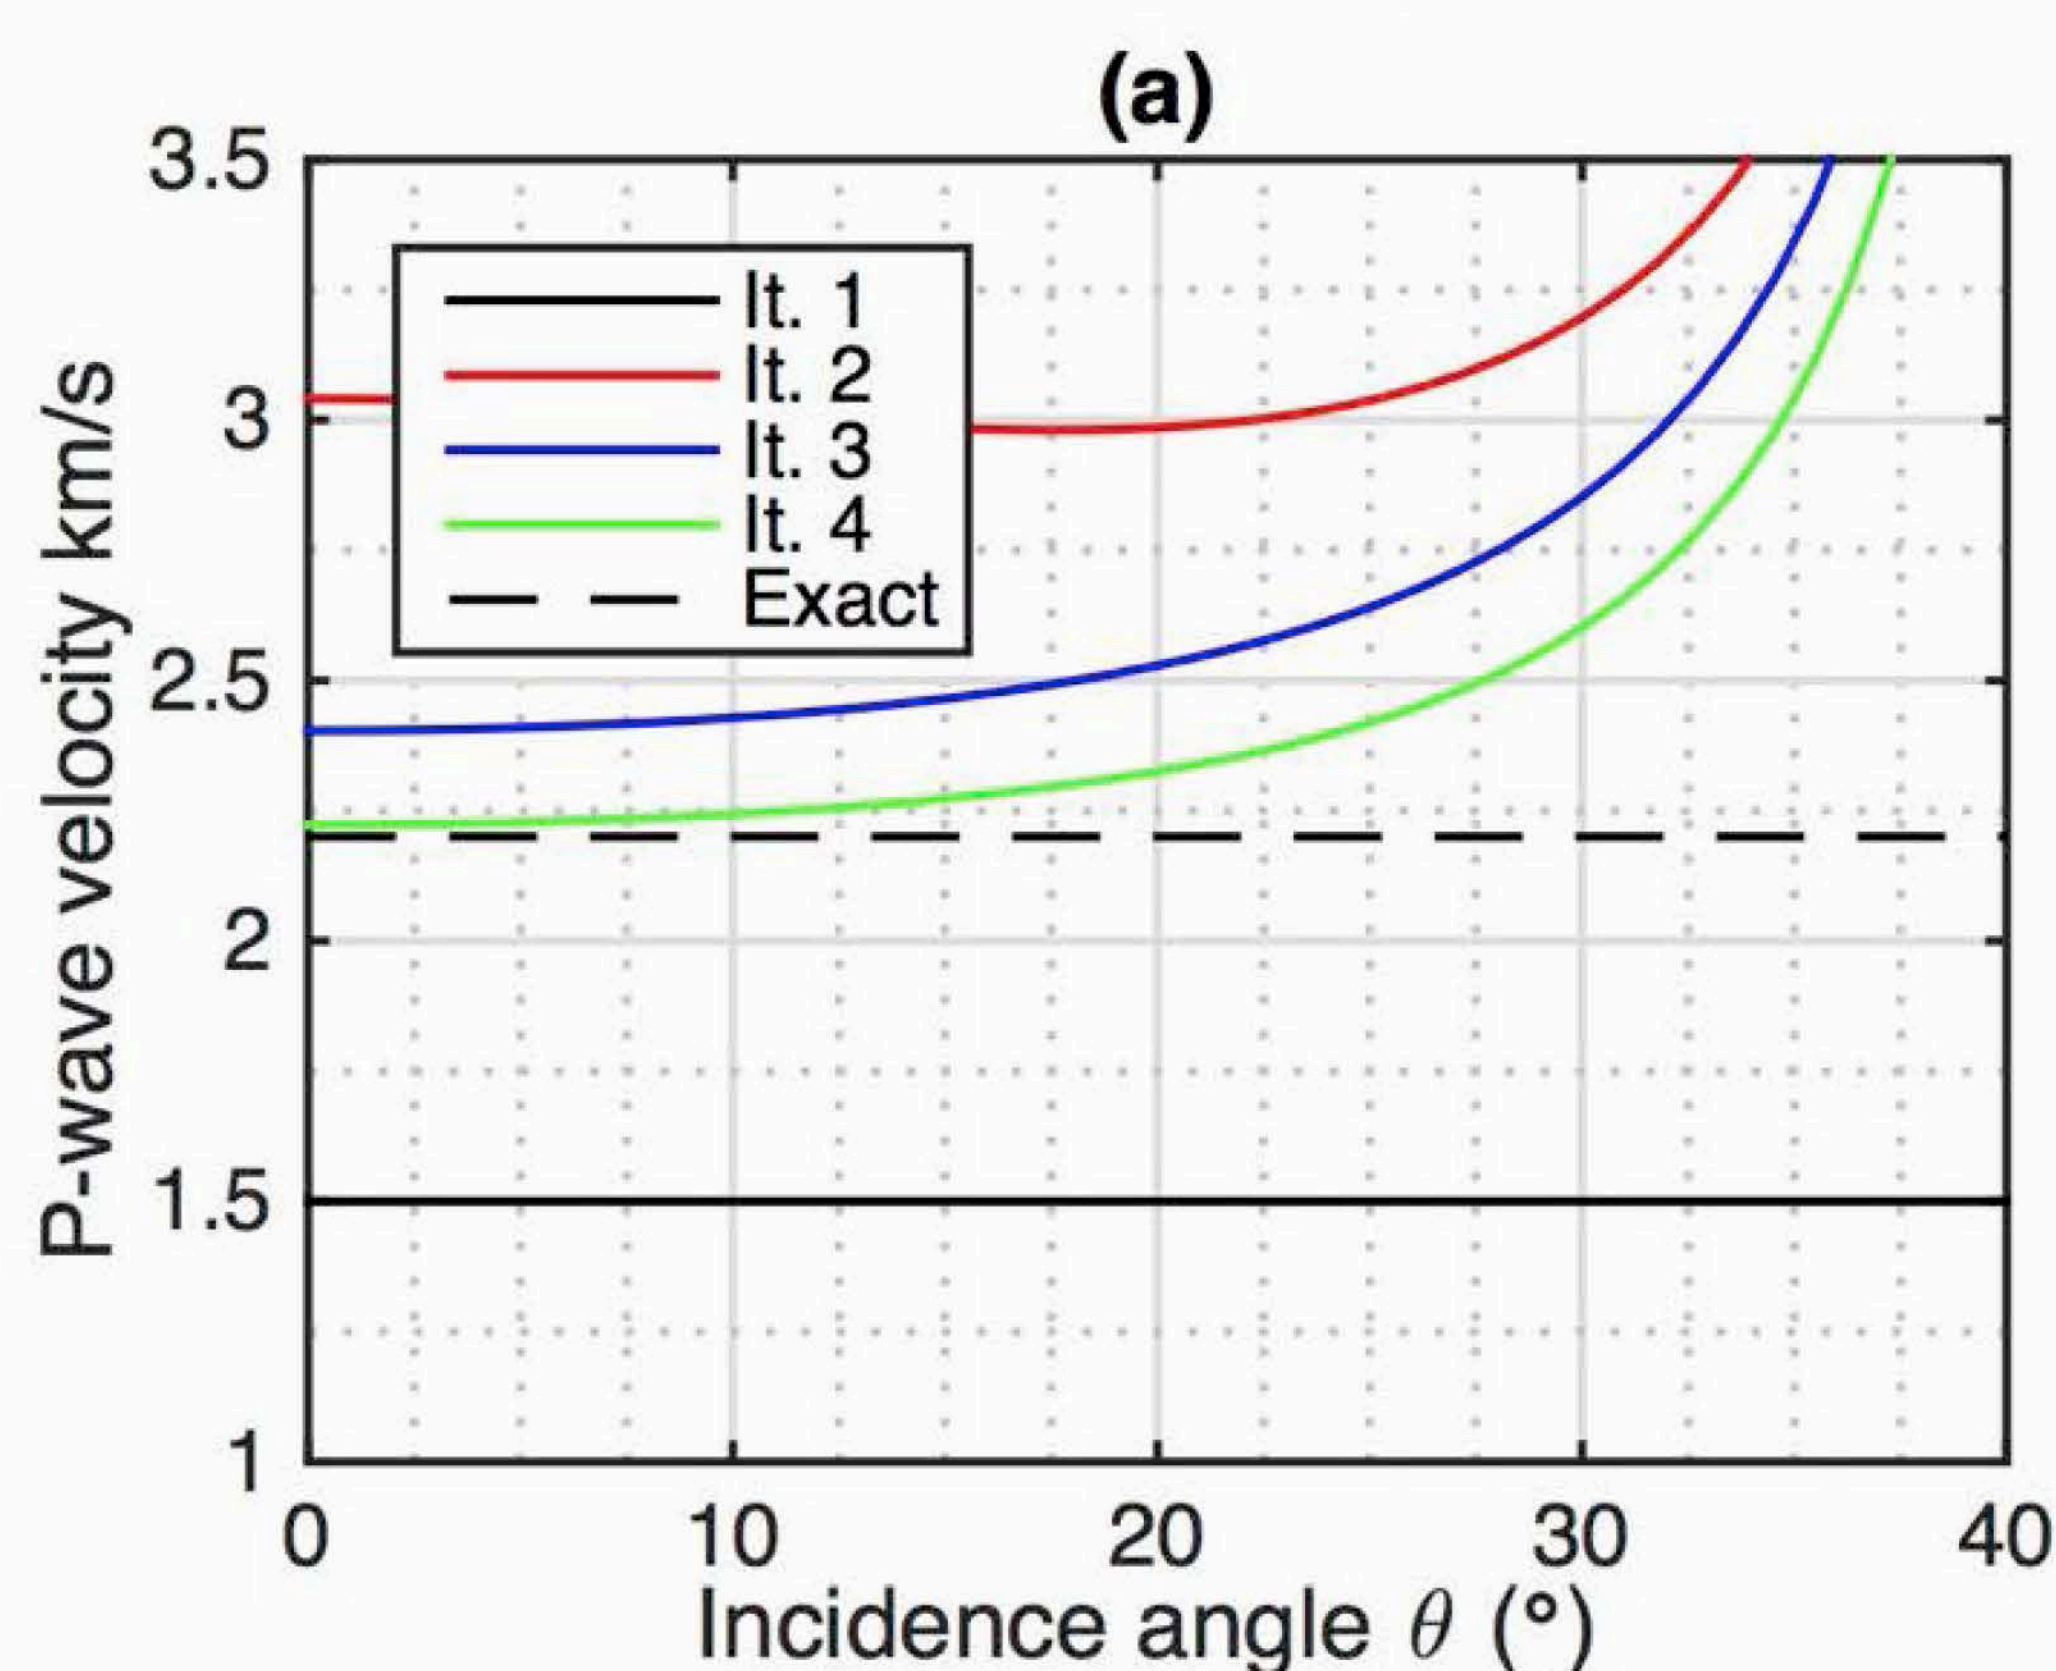 (a)
3.5
3
2.5
2
1.5
1
P-wave velocity km/s
It. 1
It. 2
It. 3
It. 4
Exact
0 10 20 30 40
Incidence angle θ (°)